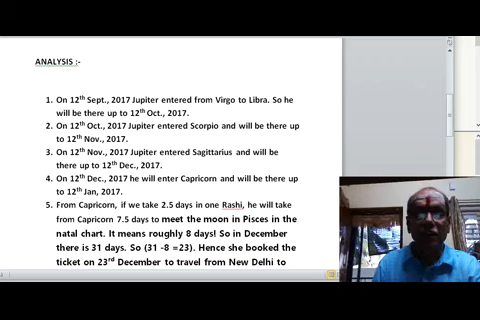 ANALYSIS :-
1. On 12th Sept., 2017 Jupiter entered from Virgo to Libra. So he
will be there up to 12th Oct., 2017.
2. On 12th Oct., 2017 Jupiter entered Scorpio and will be there up
to 12th Nov., 2017.
3. On 12th Nov., 2017 Jupiter entered Sagittarius and will be
there up to 12th Dec., 2017.
4. On 12th Dec., 2017 he will enter Capricorn and will be there up
to 12th Jan, 2017.
5. From Capricorn, if we take 2.5 days in one Rashi, he will take
from Capricorn 7.5 days to meet the moon in Pisces in the
natal chart. It means roughly 8 days! So in December
there is 31 days. So (31 -8 =23). Hence she booked the
ticket on 23rd December to travel from New Delhi to